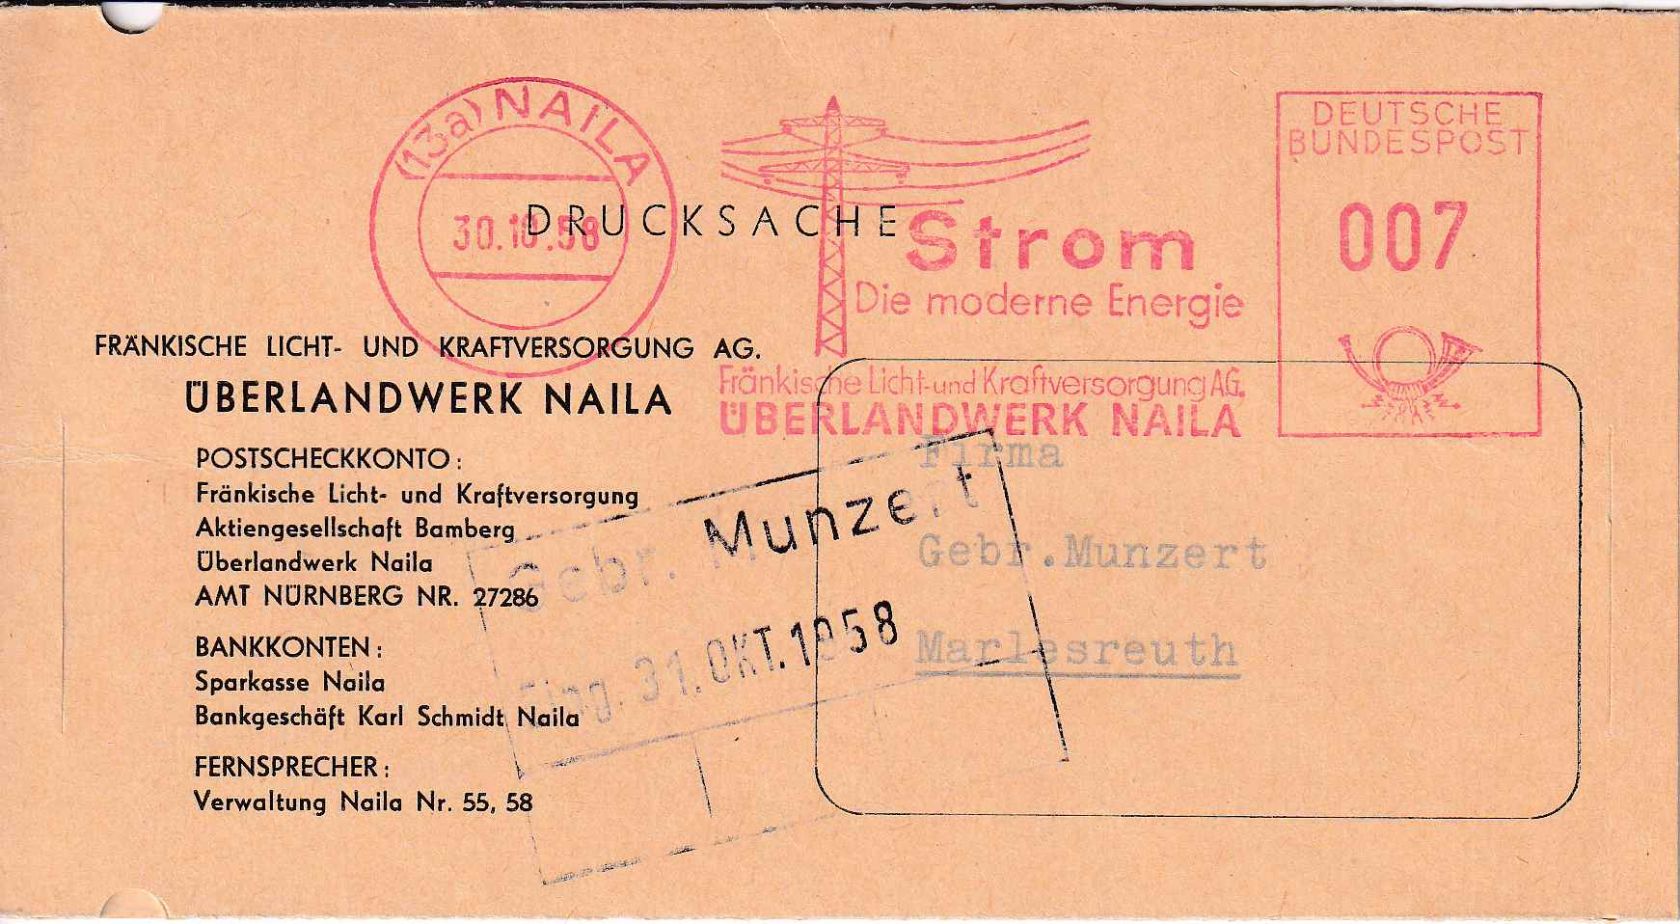 (13a) NAILA
30.10.58
DRUCKSACHE
Strom
Die moderne Energie
Fränkische Licht- und Kraftversorgung AG.
ÜBERLANDWERK NAILA
DEUTSCHE
BUNDESPOST
007
FRÄNKISCHE LICHT- UND KRAFTVERSORGUNG AG.
ÜBERLANDWERK NAILA
POSTSCHECKKONTO:
Fränkische Licht- und Kraftversorgung
Aktiengesellschaft Bamberg
Überlandwerk Naila
AMT NÜRNBERG NR. 27286
BANKKONTEN:
Sparkasse Naila
Bankgeschäft Karl Schmidt Naila
FERNSPRECHER:
Verwaltung Naila Nr. 55, 58
Gebr. Munzert
Eing. 31. OKT. 1958
Firma
Gebr.Munzert
Marlesreuth